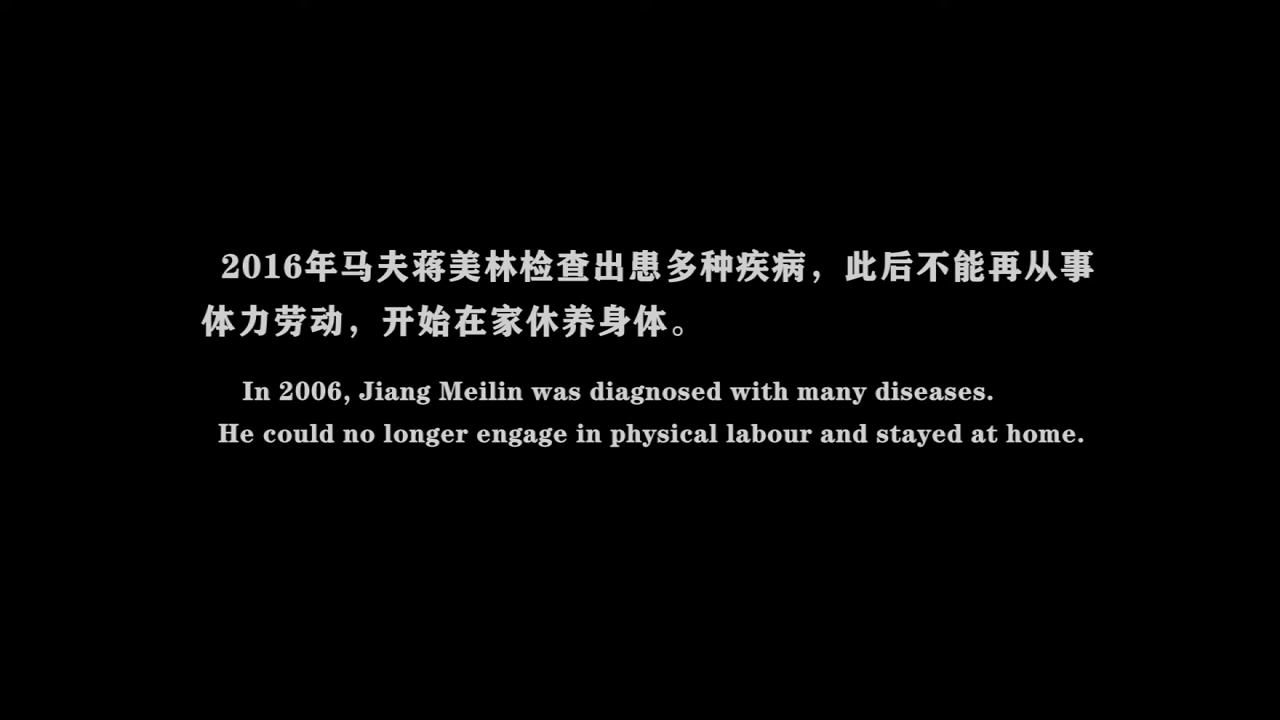 2016年马夫蒋美林检查出患多种疾病，此后不能再从事
体力劳动，开始在家休养身体。
In 2006, Jiang Meilin was diagnosed with many diseases.
He could no longer engage in physical labour and stayed at home.